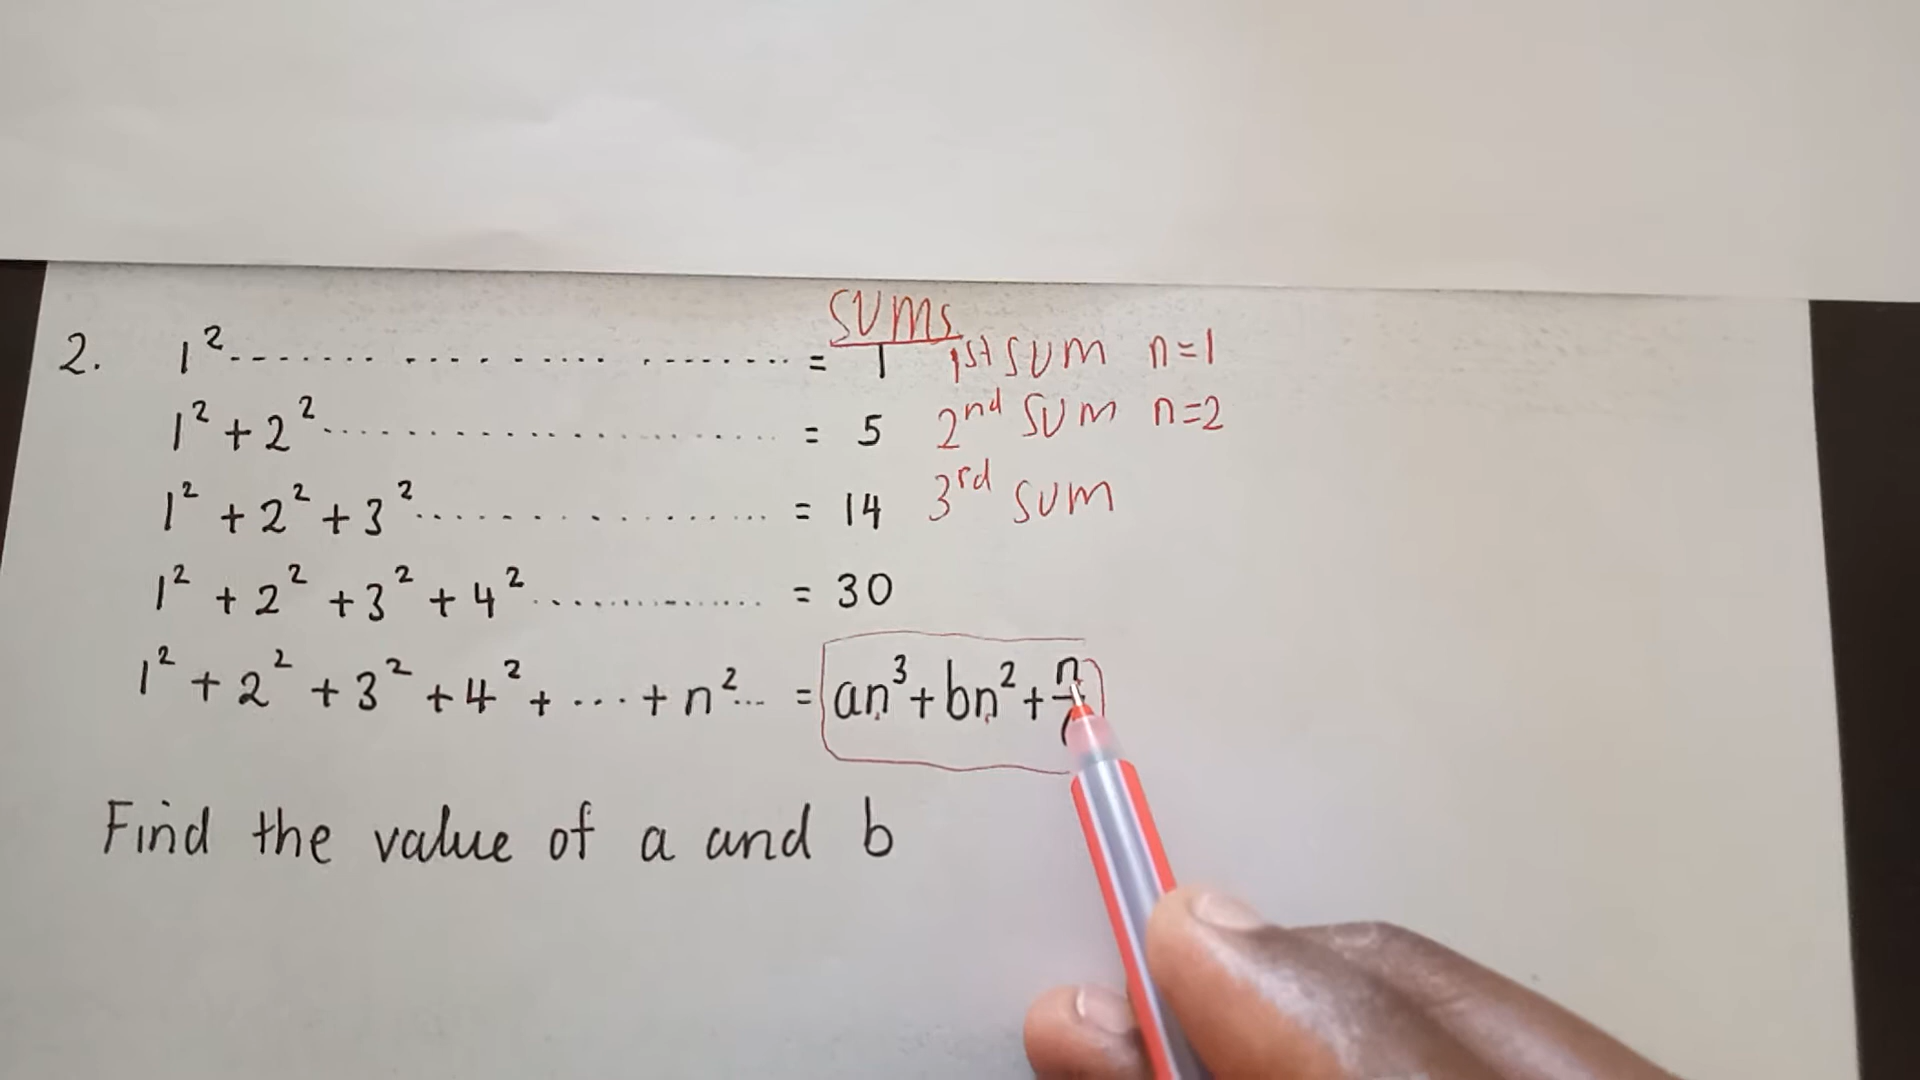 SUMS
2. 1² ......................... = 1 1st SUM n=1
1² + 2² ......................... = 5 2nd SUM n=2
1² + 2² + 3² ......................... = 14 3rd SUM
1² + 2² + 3² + 4² ............... = 30
1² + 2² + 3² + 4² + ... + n² ... = an³ + bn² + n
Find the value of a and b